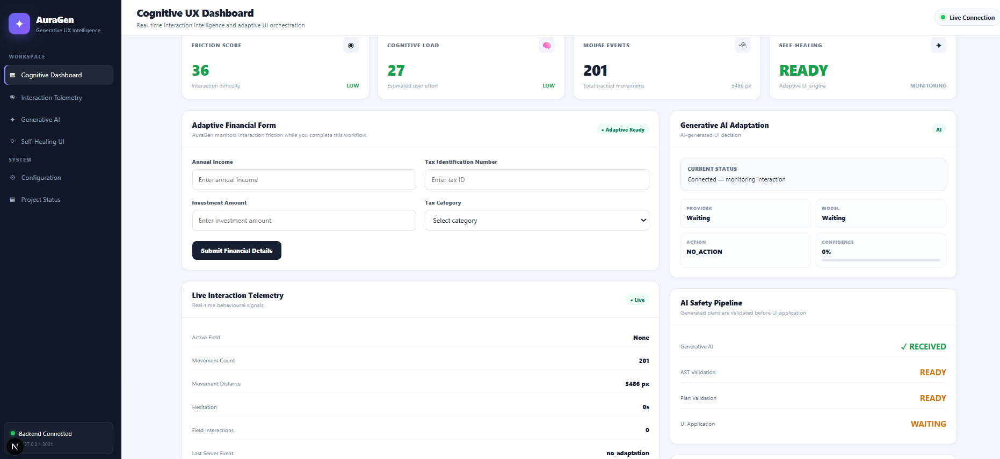 AuraGen
Generative UX Intelligence
WORKSPACE
Cognitive Dashboard
Interaction Telemetry
Generative AI
Self-Healing UI
SYSTEM
Configuration
Project Status
Backend Connected
27.0.0.1:3001
N
Cognitive UX Dashboard
Real-time interaction intelligence and adaptive UI orchestration
Live Connection
FRICTION SCORE
36
Interaction difficulty
LOW
COGNITIVE LOAD
27
Estimated user effort
LOW
MOUSE EVENTS
201
Total tracked movements
5486 px
SELF-HEALING
READY
Adaptive UI engine
MONITORING
Adaptive Financial Form
AuraGen monitors interaction friction while you complete this workflow.
• Adaptive Ready
Annual Income
Enter annual income
Tax Identification Number
Enter tax ID
Investment Amount
Enter investment amount
Tax Category
Select category
Submit Financial Details
Generative AI Adaptation
AI-generated UI decision
AI
CURRENT STATUS
Connected — monitoring interaction
PROVIDER
Waiting
MODEL
Waiting
ACTION
NO_ACTION
CONFIDENCE
0%
Live Interaction Telemetry
Real-time behavioural signals
• Live
Active Field
None
Movement Count
201
Movement Distance
5486 px
Hesitation
0s
Field Interactions
0
Last Server Event
no_adaptation
AI Safety Pipeline
Generated plans are validated before UI application
Generative AI
✓ RECEIVED
AST Validation
READY
Plan Validation
READY
UI Application
WAITING